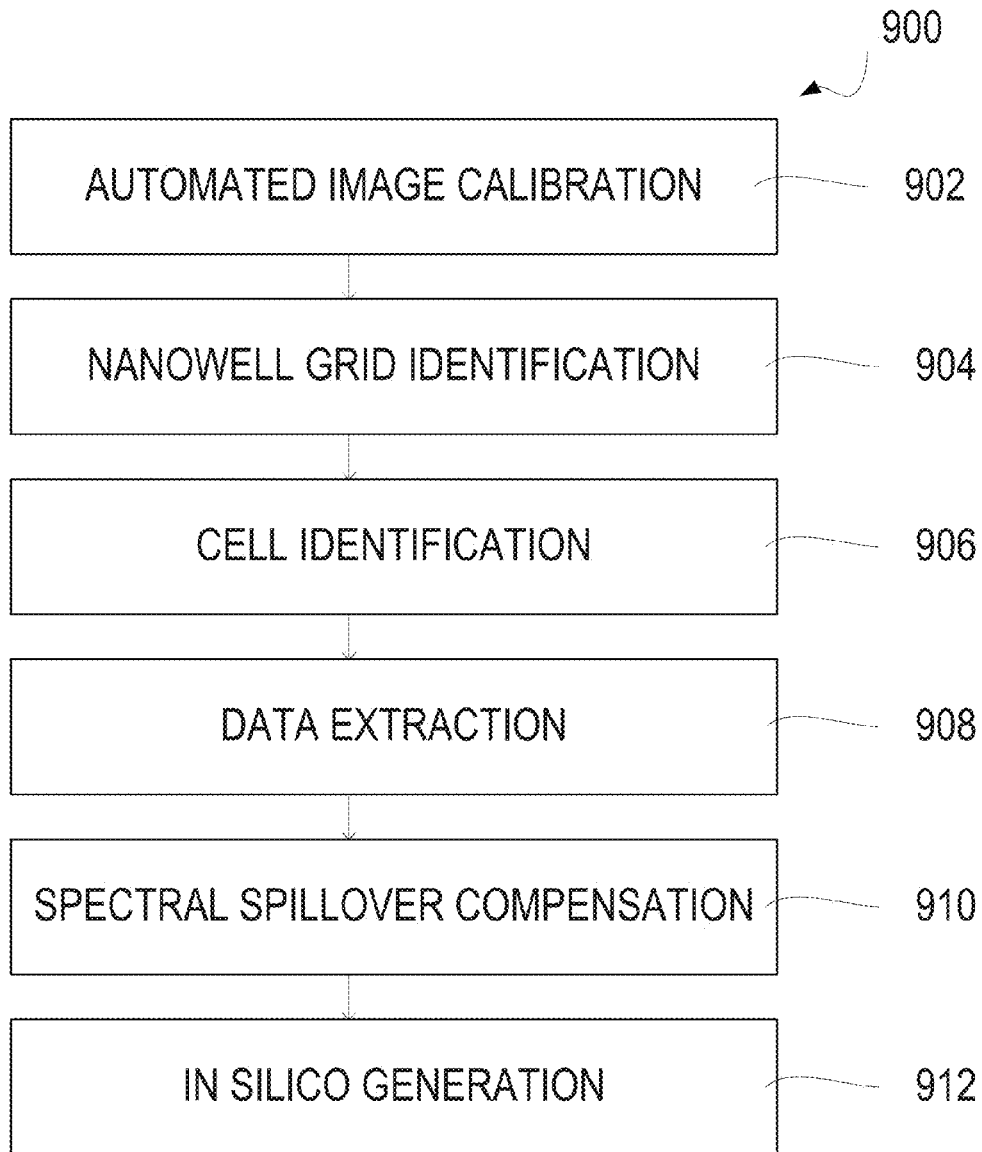 900
AUTOMATED IMAGE CALIBRATION 902
NANOWELL GRID IDENTIFICATION 904
CELL IDENTIFICATION 906
DATA EXTRACTION 908
SPECTRAL SPILLOVER COMPENSATION 910
IN SILICO GENERATION 912